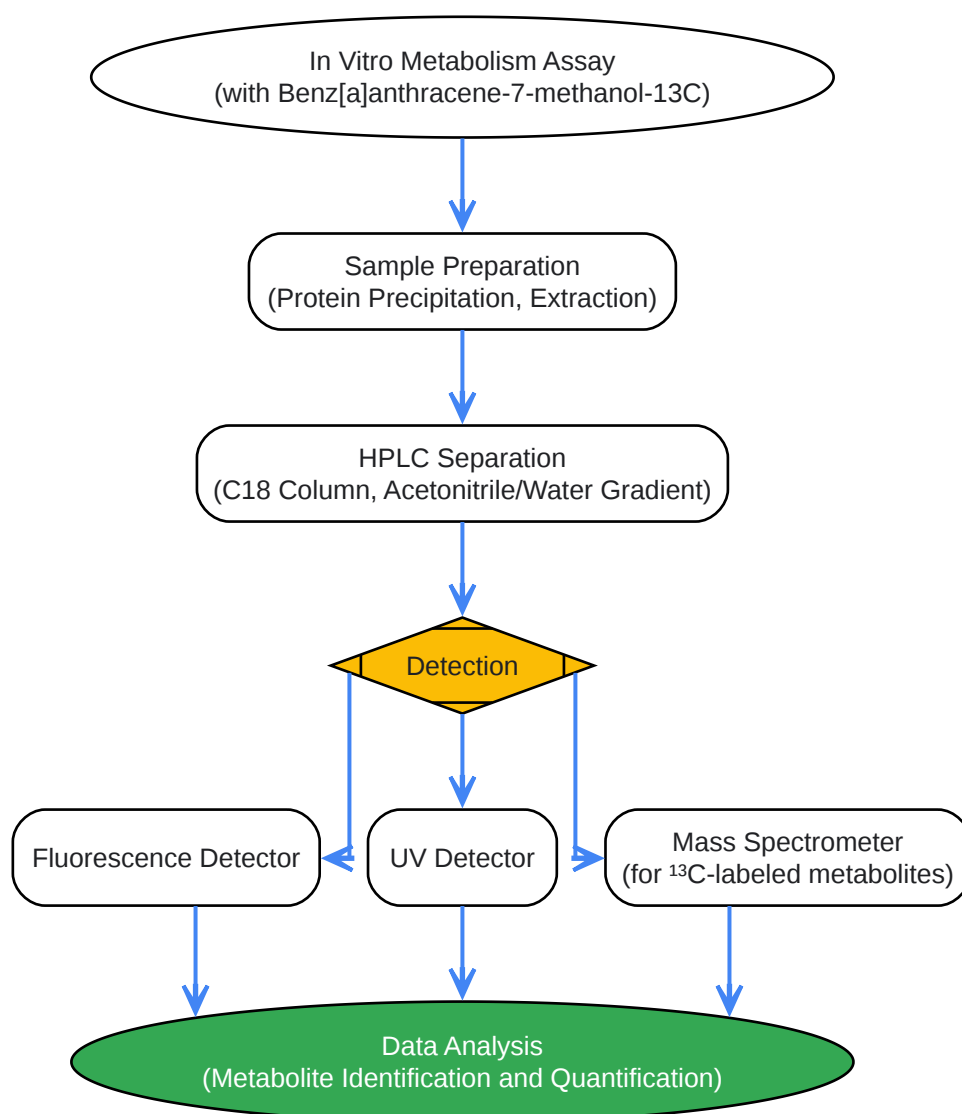 In Vitro Metabolism Assay
(with Benz[a]anthracene-7-methanol-13C)
Sample Preparation
(Protein Precipitation, Extraction)
HPLC Separation
(C18 Column, Acetonitrile/Water Gradient)
Detection
Fluorescence Detector
UV Detector
Mass Spectrometer
(for ¹³C-labeled metabolites)
Data Analysis
(Metabolite Identification and Quantification)